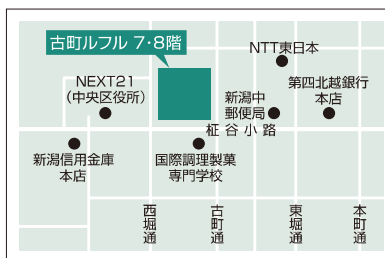 古町ルフル 7・8階
NTT東日本
NEXT21
（中央区役所）
新潟中
郵便局
第四北越銀行
本店
柾谷小路
新潟信用金庫
本店
国際調理製菓
専門学校
西堀通
古町通
東堀通
本町通